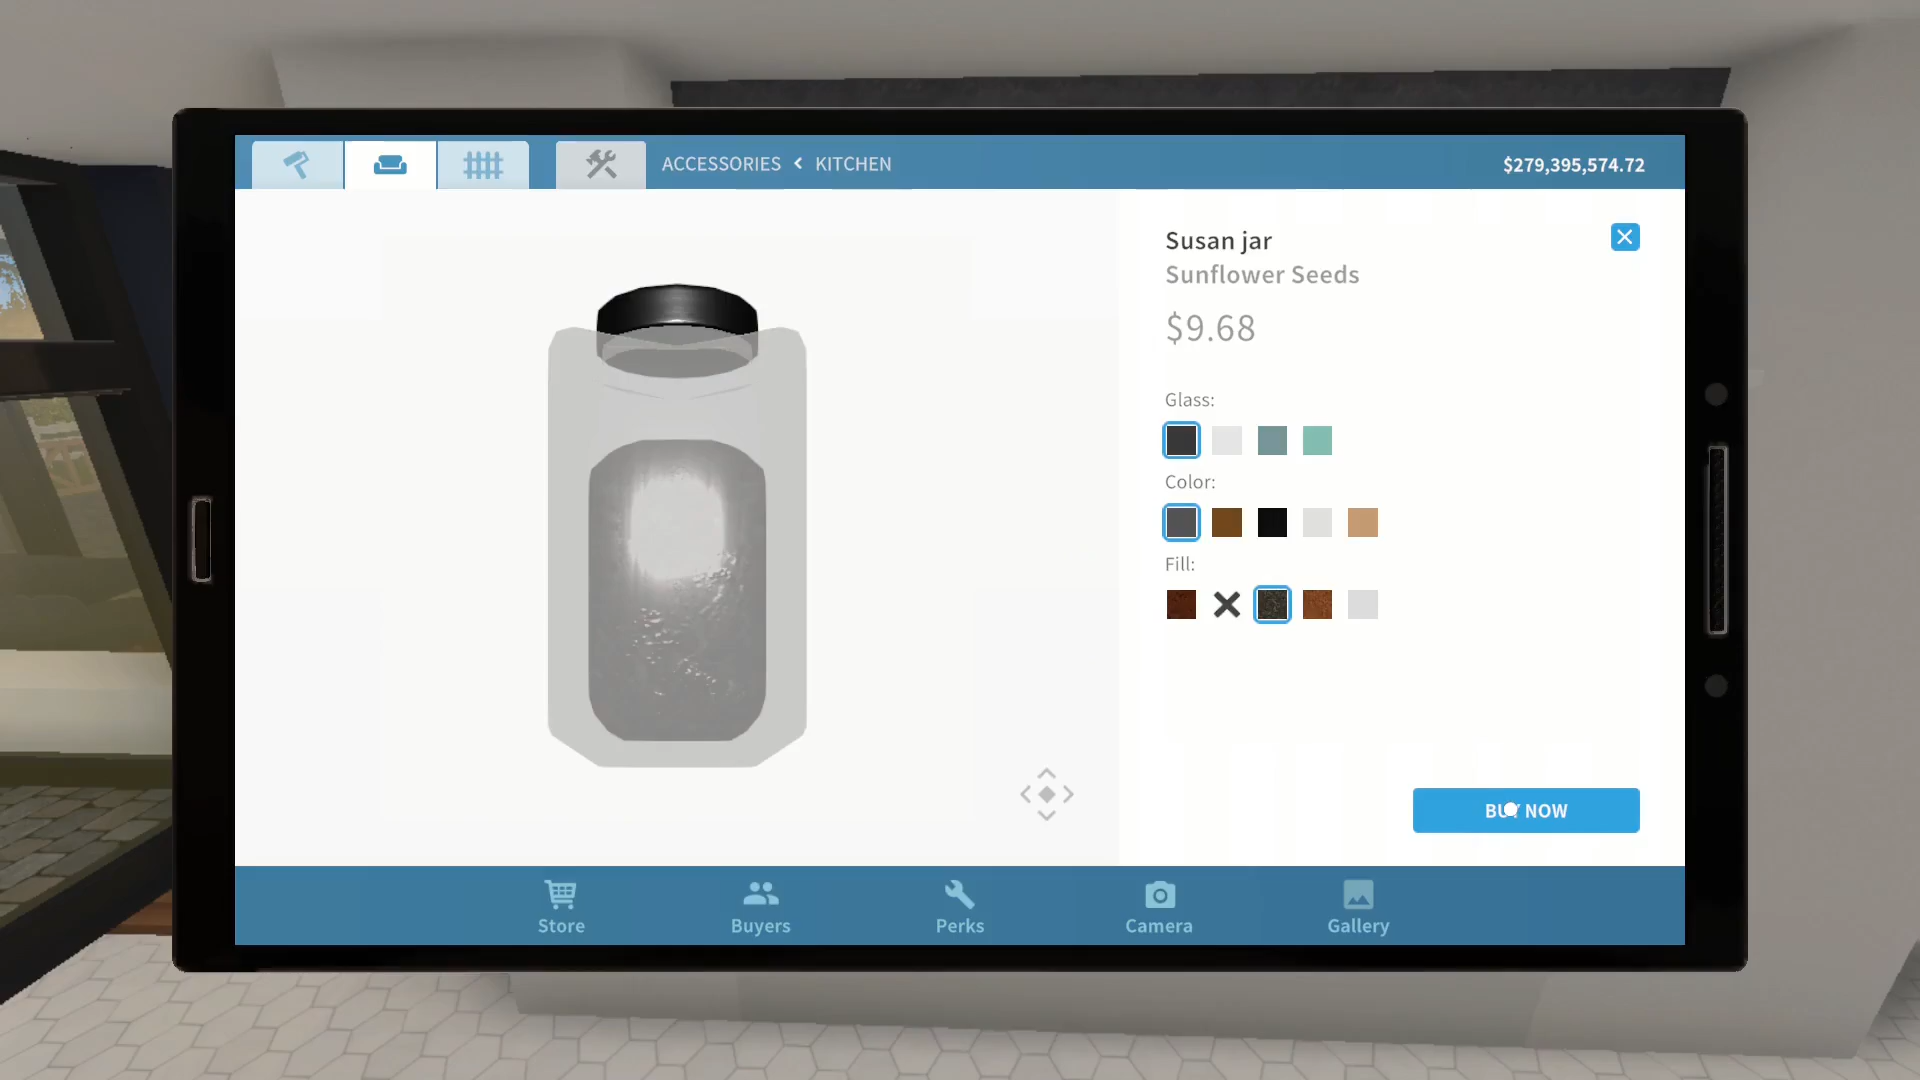 ACCESSORIES < KITCHEN
$279,395,574.72
Susan jar
Sunflower Seeds
$9.68
Glass:
Color:
Fill:
BUY NOW
Store
Buyers
Perks
Camera
Gallery